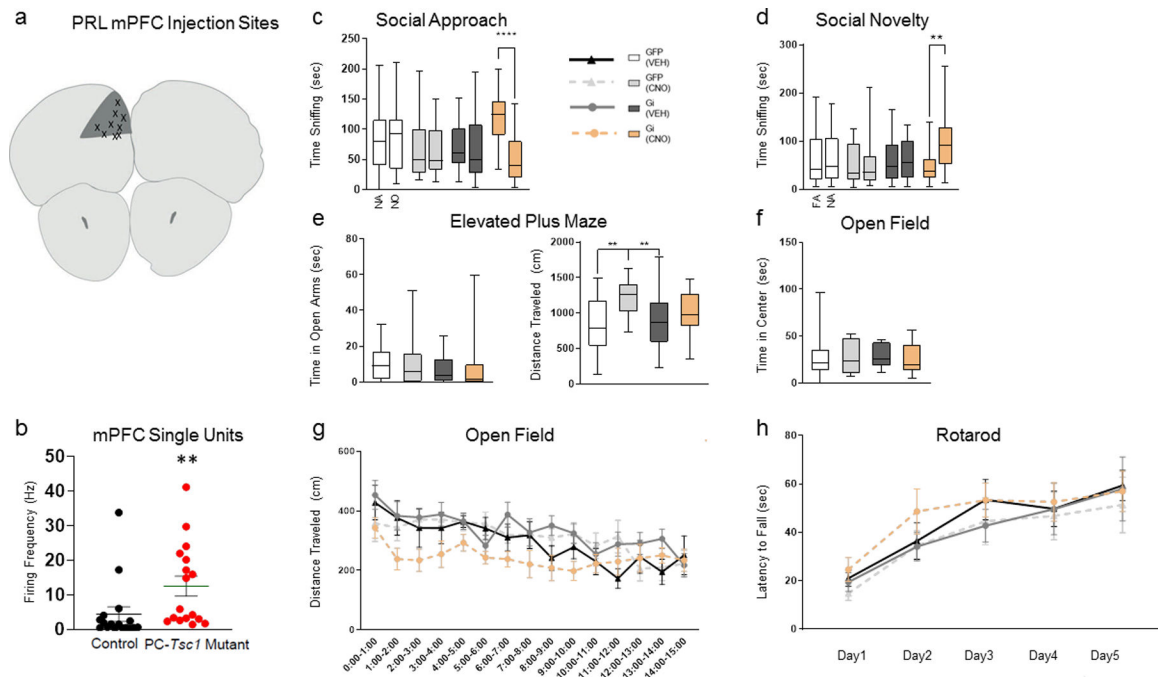 a
PRL mPFC Injection Sites
X
X
X
X
X
X
X
X
X
c
Social Approach
Time Sniffing (sec)
250
200
150
100
50
0
****
NA
NO
GFP
(VEH)
GFP
(CNO)
Gi
(VEH)
Gi
(CNO)
d
Social Novelty
Time Sniffing (sec)
300
200
100
0
**
FA
NA
e
Elevated Plus Maze
Time in Open Arms (sec)
80
60
40
20
0
Distance Traveled (cm)
2000
1500
1000
500
0
**
**
f
Open Field
Time in Center (sec)
150
100
50
0
b
mPFC Single Units
Firing Frequency (Hz)
50
40
30
20
10
0
**
Control
PC-Tsc1 Mutant
g
Open Field
Distance Traveled (cm)
600
400
200
0
0:00-1:00
1:00-2:00
2:00-3:00
3:00-4:00
4:00-5:00
5:00-6:00
6:00-7:00
7:00-8:00
8:00-9:00
9:00-10:00
10:00-11:00
11:00-12:00
12:00-13:00
13:00-14:00
14:00-15:00
h
Rotarod
Latency to Fall (sec)
80
60
40
20
0
Day1
Day2
Day3
Day4
Day5